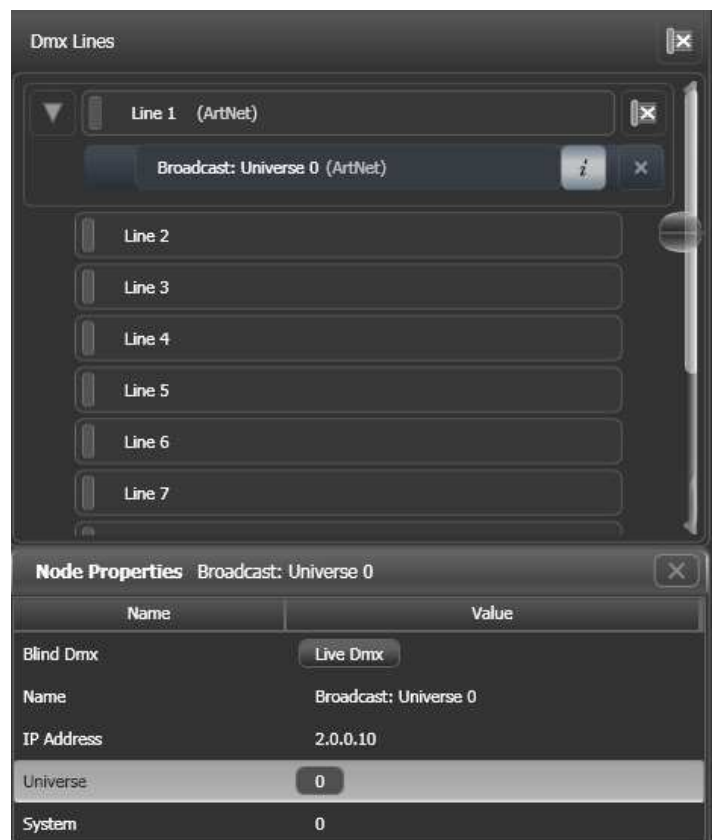 Dmx Lines
Line 1 (ArtNet)
Broadcast: Universe 0 (ArtNet)
i
Line 2
Line 3
Line 4
Line 5
Line 6
Line 7
Node Properties Broadcast: Universe 0
Name Value
Blind Dmx Live Dmx
Name Broadcast: Universe 0
IP Address 2.0.0.10
Universe 0
System 0